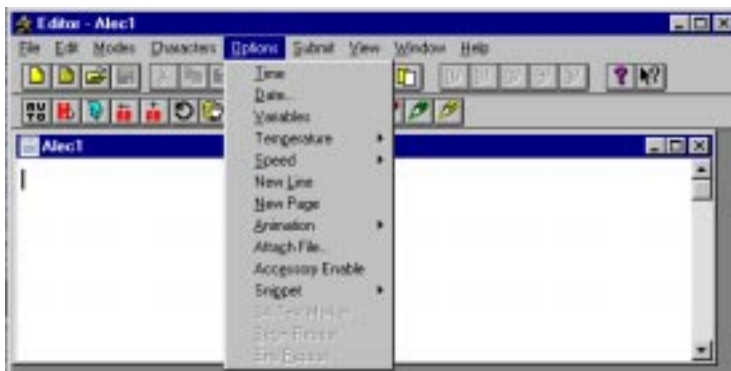 Editor - Alec1
File Edit Modes Characters Options Submit View Window Help
AUTO
Alec1
Time
Date...
Variables
Temperature
Speed
New Line
New Page
Animation
Attach File...
Accessory Enable
Snippet